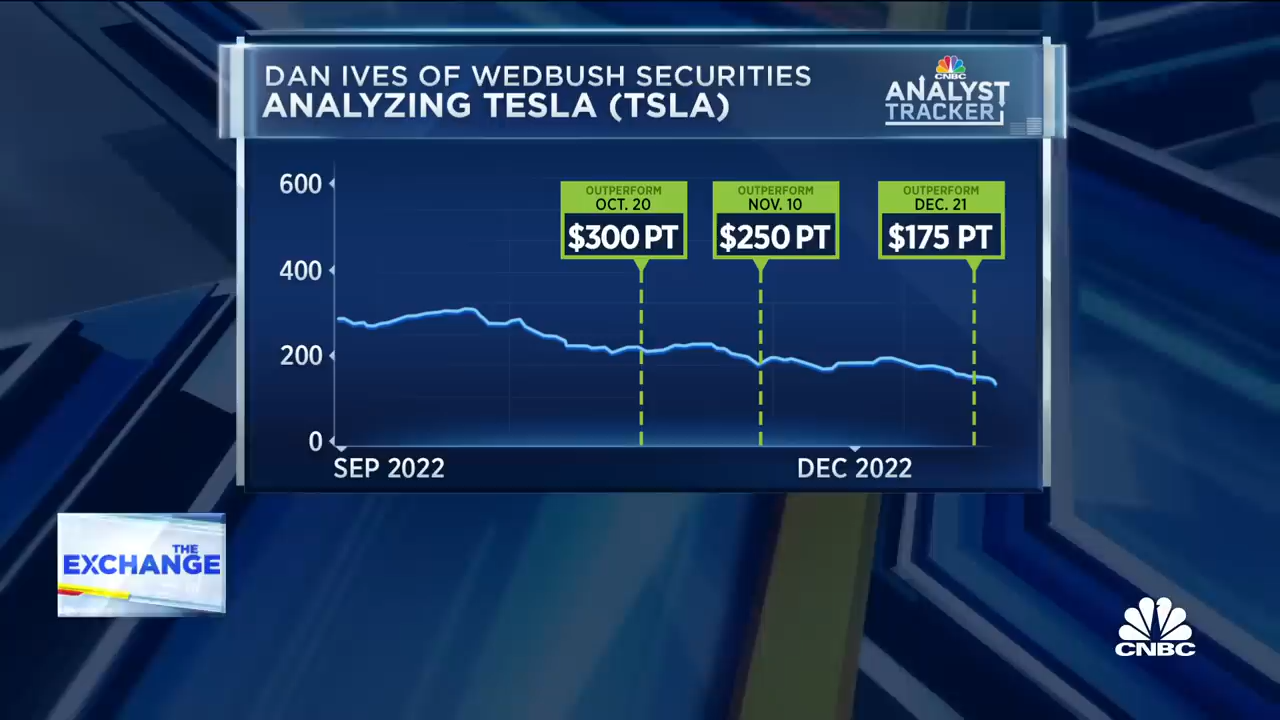 DAN IVES OF WEDBUSH SECURITIES
ANALYZING TESLA (TSLA)
CNBC
ANALYST
TRACKER
600
400
200
0
OUTPERFORM
OCT. 20
$300 PT
OUTPERFORM
NOV. 10
$250 PT
OUTPERFORM
DEC. 21
$175 PT
SEP 2022
DEC 2022
THE
EXCHANGE
CNBC